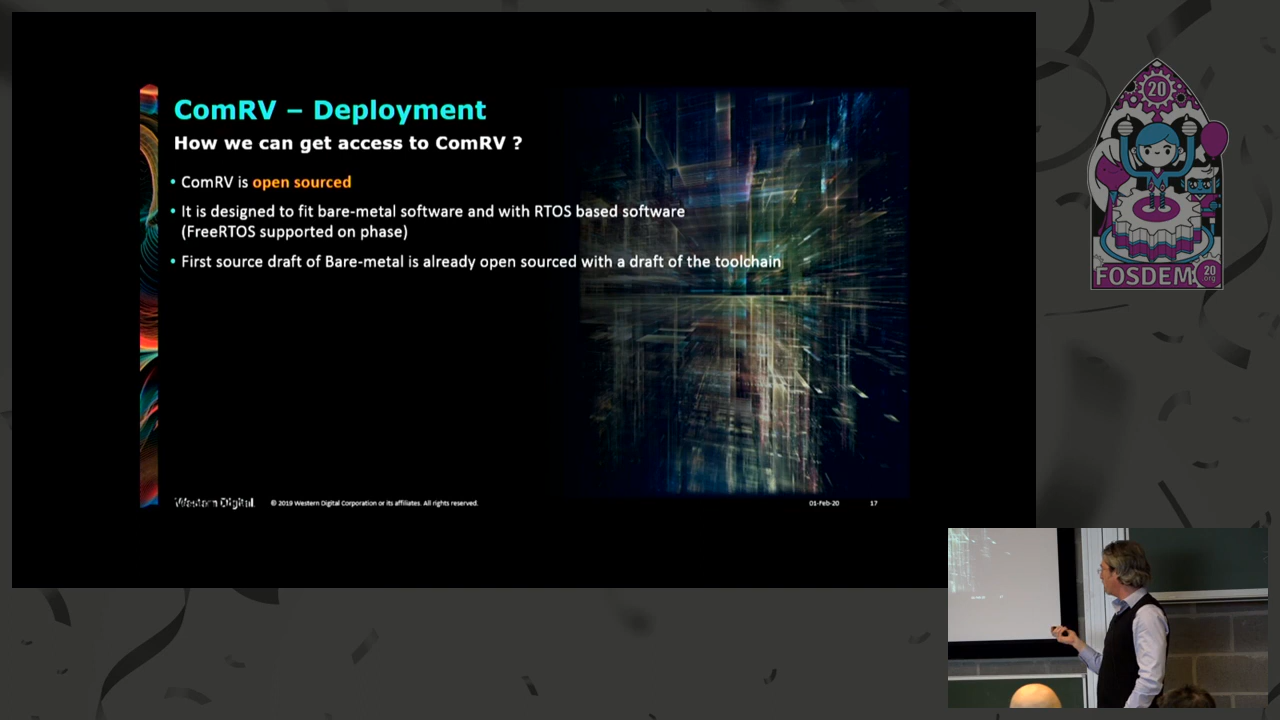 ComRV – Deployment
How we can get access to ComRV ?
• ComRV is open sourced
• It is designed to fit bare-metal software and with RTOS based software
(FreeRTOS supported on phase)
• First source draft of Bare-metal is already open sourced with a draft of the toolchain
Western Digital. © 2019 Western Digital Corporation or its affiliates. All rights reserved. 01-Feb-20 17
20
FOSDEM 20
.org